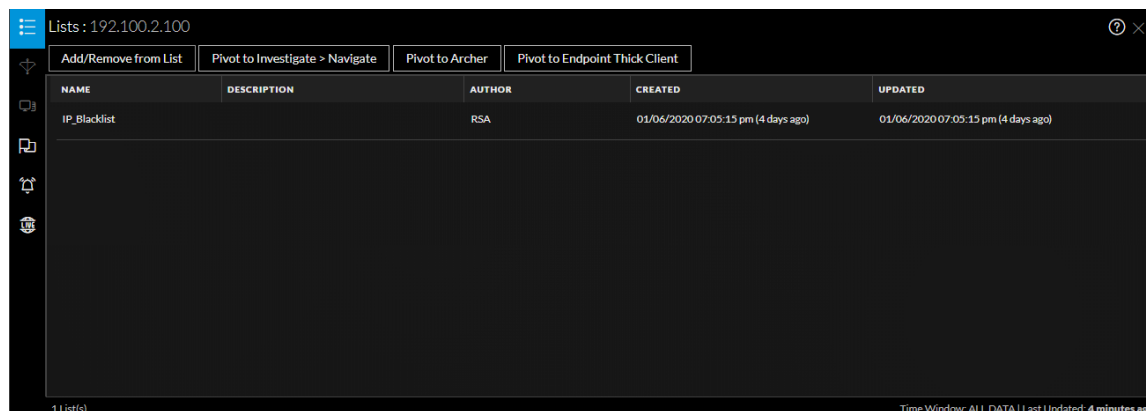 Lists : 192.100.2.100
Add/Remove from List Pivot to Investigate > Navigate Pivot to Archer Pivot to Endpoint Thick Client
NAME DESCRIPTION AUTHOR CREATED UPDATED
IP_Blacklist RSA 01/06/2020 07:05:15 pm (4 days ago) 01/06/2020 07:05:15 pm (4 days ago)
LIVE
1 List(s) Time Window: ALL DATA | Last Updated: 4 minutes ag